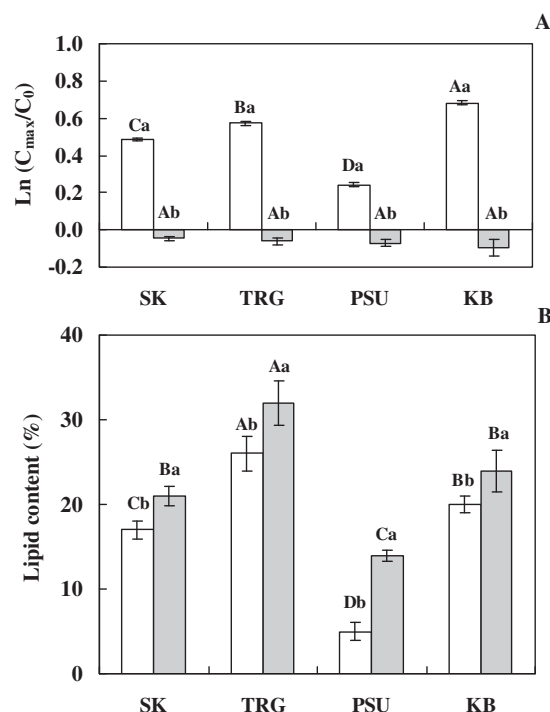 A
Ln (Cmax/C0)
1.0
0.8
0.6
0.4
0.2
0.0
-0.2
Ca
Ab
Ba
Ab
Da
Ab
Aa
Ab
SK TRG PSU KB
B
Lipid content (%)
40
30
20
10
0
Cb
Ba
Ab
Aa
Db
Ca
Bb
Ba
SK TRG PSU KB